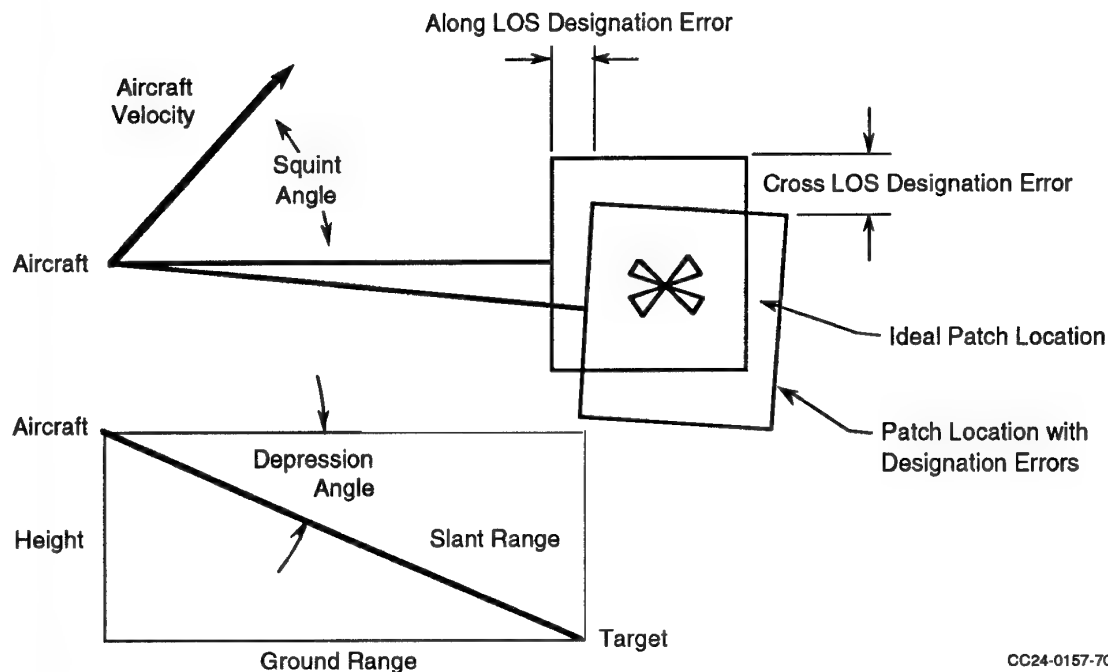 Along LOS Designation Error
Aircraft
Velocity
Squint
Angle
Cross LOS Designation Error
Aircraft
Ideal Patch Location
Aircraft
Depression
Angle
Patch Location with
Designation Errors
Height
Slant Range
Target
Ground Range